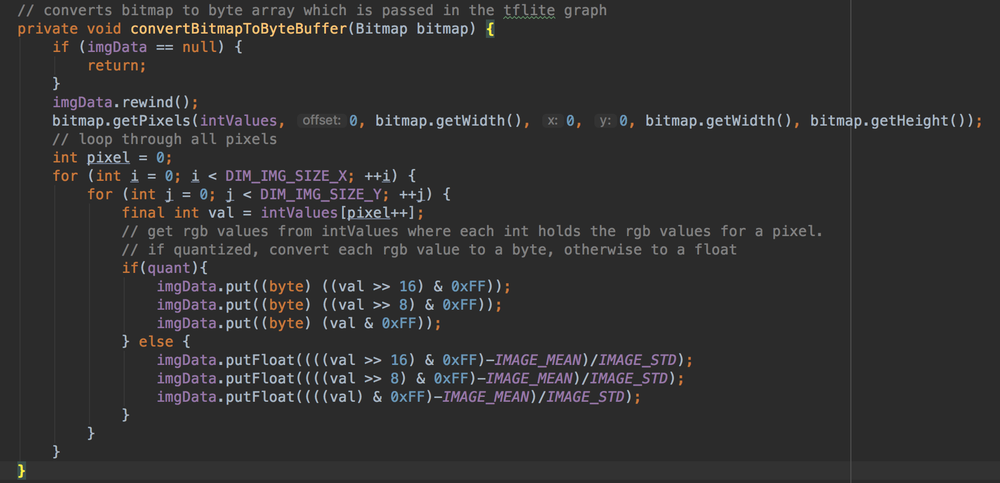 // converts bitmap to byte array which is passed in the tflite graph
private void convertBitmapToByteBuffer(Bitmap bitmap) {
    if (imgData == null) {
        return;
    }
    imgData.rewind();
    bitmap.getPixels(intValues, offset: 0, bitmap.getWidth(), x: 0, y: 0, bitmap.getWidth(), bitmap.getHeight());
    // loop through all pixels
    int pixel = 0;
    for (int i = 0; i < DIM_IMG_SIZE_X; ++i) {
        for (int j = 0; j < DIM_IMG_SIZE_Y; ++j) {
            final int val = intValues[pixel++];
            // get rgb values from intValues where each int holds the rgb values for a pixel.
            // if quantized, convert each rgb value to a byte, otherwise to a float
            if(quant){
                imgData.put((byte) ((val >> 16) & 0xFF));
                imgData.put((byte) ((val >> 8) & 0xFF));
                imgData.put((byte) (val & 0xFF));
            } else {
                imgData.putFloat((((val >> 16) & 0xFF)-IMAGE_MEAN)/IMAGE_STD);
                imgData.putFloat((((val >> 8) & 0xFF)-IMAGE_MEAN)/IMAGE_STD);
                imgData.putFloat((((val) & 0xFF)-IMAGE_MEAN)/IMAGE_STD);
            }
        }
    }
}